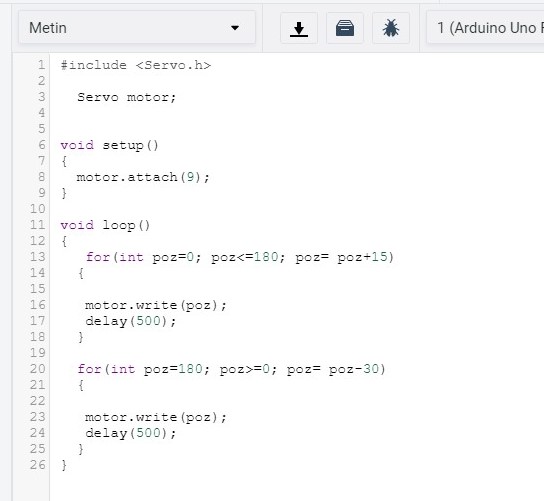 Metin
1 (Arduino Uno
1 #include <Servo.h>
2
3 Servo motor;
4
5
6 void setup()
7 {
8 motor.attach(9);
9 }
10
11 void loop()
12 {
13 for(int poz=0; poz<=180; poz= poz+15)
14 {
15
16 motor.write(poz);
17 delay(500);
18 }
19
20 for(int poz=180; poz>=0; poz= poz-30)
21 {
22
23 motor.write(poz);
24 delay(500);
25 }
26 }